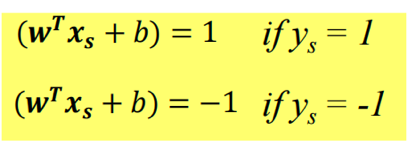 (wᵀxₛ + b) = 1 if yₛ = 1
(wᵀxₛ + b) = −1 if yₛ = -1